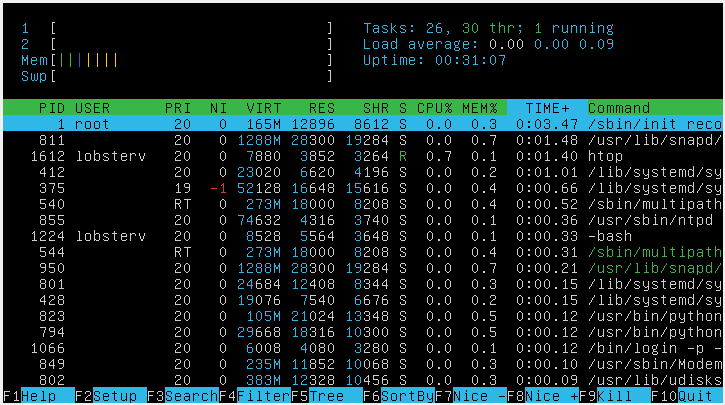 1 [ ] Tasks: 26, 30 thr; 1 running
2 [ ] Load average: 0.00 0.00 0.09
Mem[||||||| ] Uptime: 00:31:07
Swp[ ]
PID USER PRI NI VIRT RES SHR S CPU% MEM% TIME+ Command
1 root 20 0 165M 12896 8612 S 0.0 0.3 0:03.47 /sbin/init reco
811 20 0 1288M 28300 19284 S 0.0 0.7 0:01.48 /usr/lib/snapd/
1612 lobsterv 20 0 7880 3852 3264 R 0.7 0.1 0:01.40 htop
412 20 0 23020 6620 4196 S 0.0 0.2 0:01.01 /lib/systemd/sy
375 19 -1 52128 16648 15616 S 0.0 0.4 0:00.66 /lib/systemd/sy
540 RT 0 273M 18000 8208 S 0.0 0.4 0:00.52 /sbin/multipath
855 20 0 74632 4316 3740 S 0.0 0.1 0:00.36 /usr/sbin/ntpd
1224 lobsterv 20 0 8528 5564 3648 S 0.0 0.1 0:00.33 -bash
544 RT 0 273M 18000 8208 S 0.0 0.4 0:00.31 /sbin/multipath
950 20 0 1288M 28300 19284 S 0.0 0.7 0:00.21 /usr/lib/snapd/
801 20 0 24684 12408 8344 S 0.0 0.3 0:00.15 /lib/systemd/sy
428 20 0 19076 7540 6676 S 0.0 0.2 0:00.15 /lib/systemd/sy
823 20 0 105M 21024 13348 S 0.0 0.5 0:00.12 /usr/bin/python
794 20 0 29668 18316 10300 S 0.0 0.5 0:00.12 /usr/bin/python
1066 20 0 6008 4080 3280 S 0.0 0.1 0:00.12 /bin/login -p -
849 20 0 235M 11852 10068 S 0.0 0.3 0:00.10 /usr/sbin/Modem
802 20 0 383M 12328 10456 S 0.0 0.3 0:00.09 /usr/lib/udisks
F1Help F2Setup F3SearchF4FilterF5Tree F6SortByF7Nice -F8Nice +F9Kill F10Quit